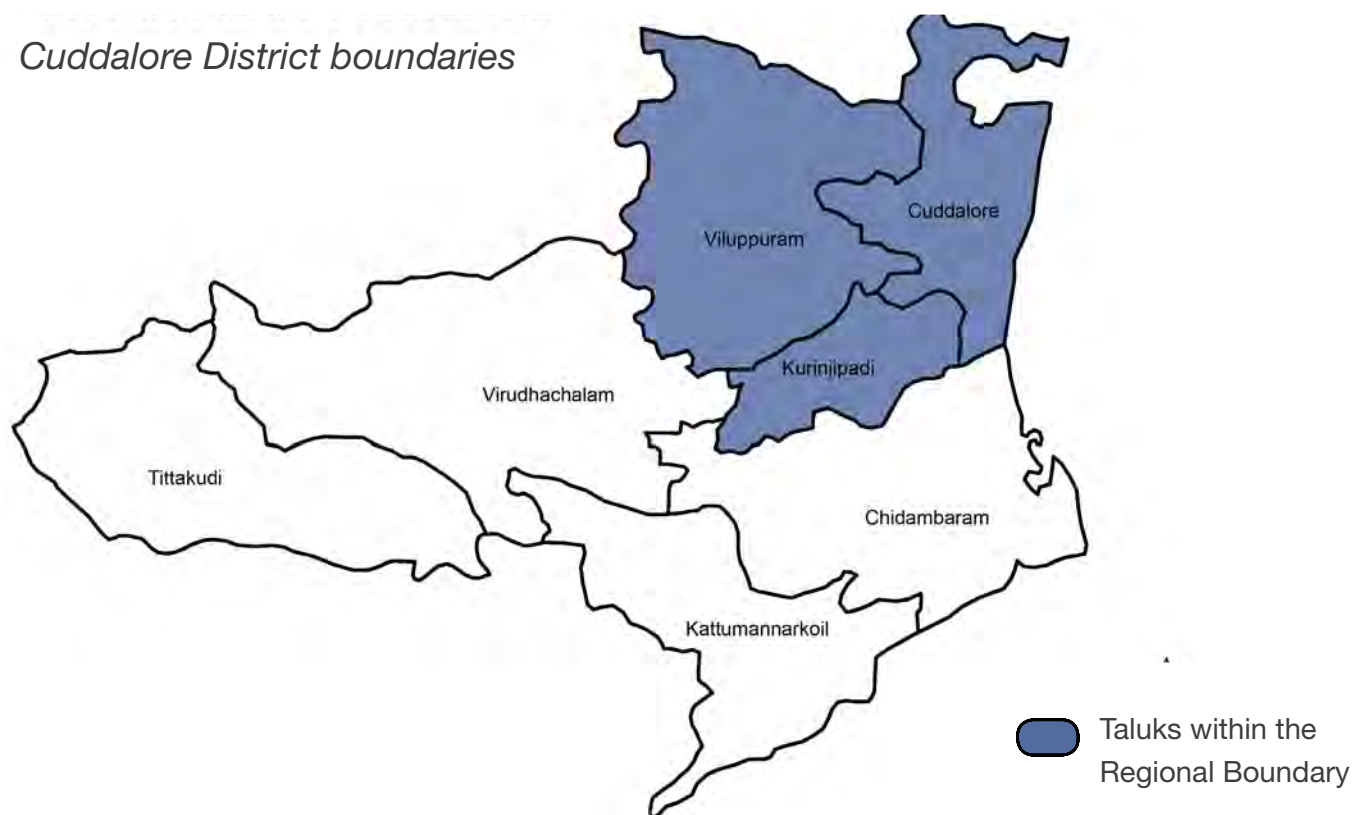 Cuddalore District boundaries
Cuddalore
Viluppuram
Kurinjipadi
Virudhachalam
Tittakudi
Chidambaram
Kattumannarkoil
Taluks within the
Regional Boundary